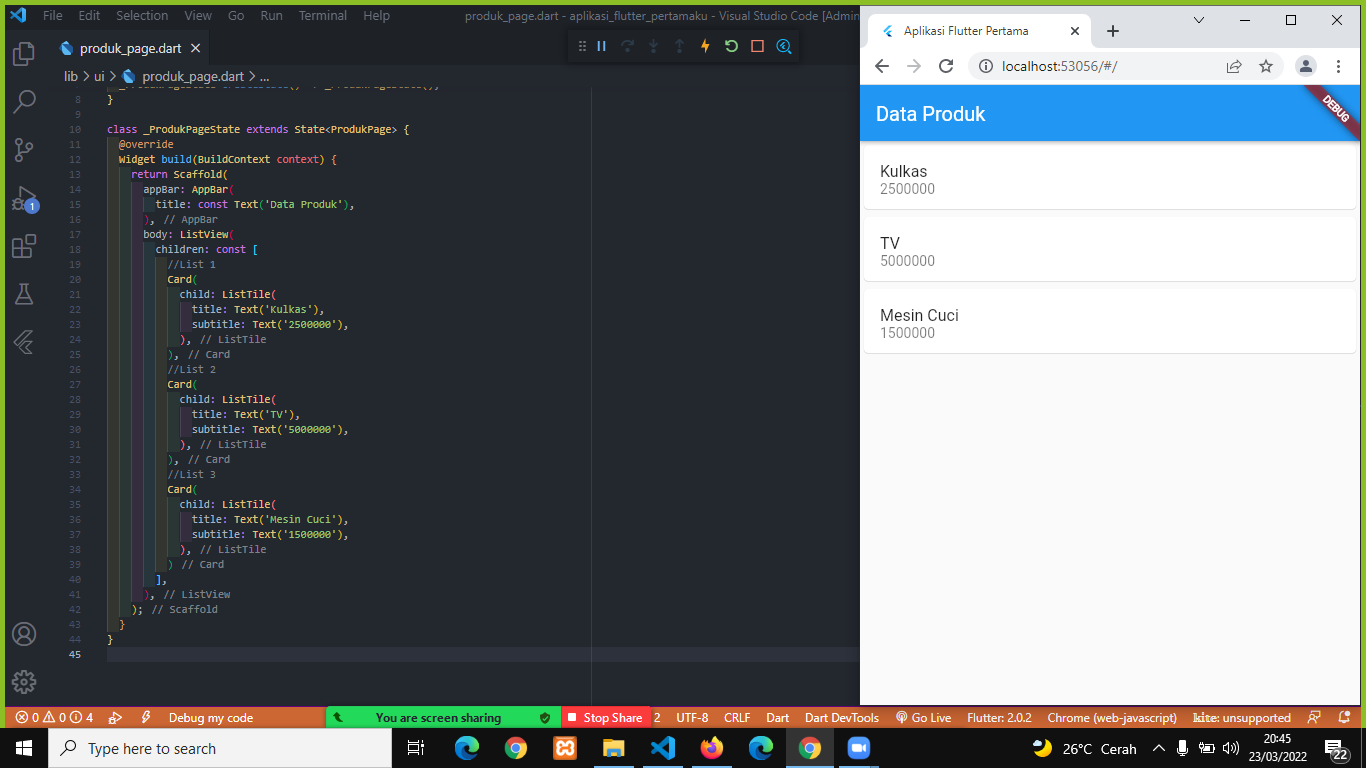 File Edit Selection View Go Run Terminal Help
produk_page.dart - aplikasi_flutter_pertamaku - Visual Studio Code [Admin
produk_page.dart
lib > ui > produk_page.dart > ...
8 }
9
10 class _ProdukPageState extends State<ProdukPage> {
11 @override
12 Widget build(BuildContext context) {
13 return Scaffold(
14 appBar: AppBar(
15 title: const Text('Data Produk'),
16 ), // AppBar
17 body: ListView(
18 children: const [
19 //List 1
20 Card(
21 child: ListTile(
22 title: Text('Kulkas'),
23 subtitle: Text('2500000'),
24 ), // ListTile
25 ), // Card
26 //List 2
27 Card(
28 child: ListTile(
29 title: Text('TV'),
30 subtitle: Text('5000000'),
31 ), // ListTile
32 ), // Card
33 //List 3
34 Card(
35 child: ListTile(
36 title: Text('Mesin Cuci'),
37 subtitle: Text('1500000'),
38 ), // ListTile
39 ) // Card
40 ],
41 ), // ListView
42 ); // Scaffold
43 }
44 }
45
1
Aplikasi Flutter Pertama
localhost:53056/#/
Data Produk
DEBUG
Kulkas
2500000
TV
5000000
Mesin Cuci
1500000
0 0 4 Debug my code
You are screen sharing
Stop Share
2 UTF-8 CRLF Dart Dart DevTools Go Live Flutter: 2.0.2 Chrome (web-javascript) kite: unsupported
Type here to search
26°C Cerah
20:45
23/03/2022
22